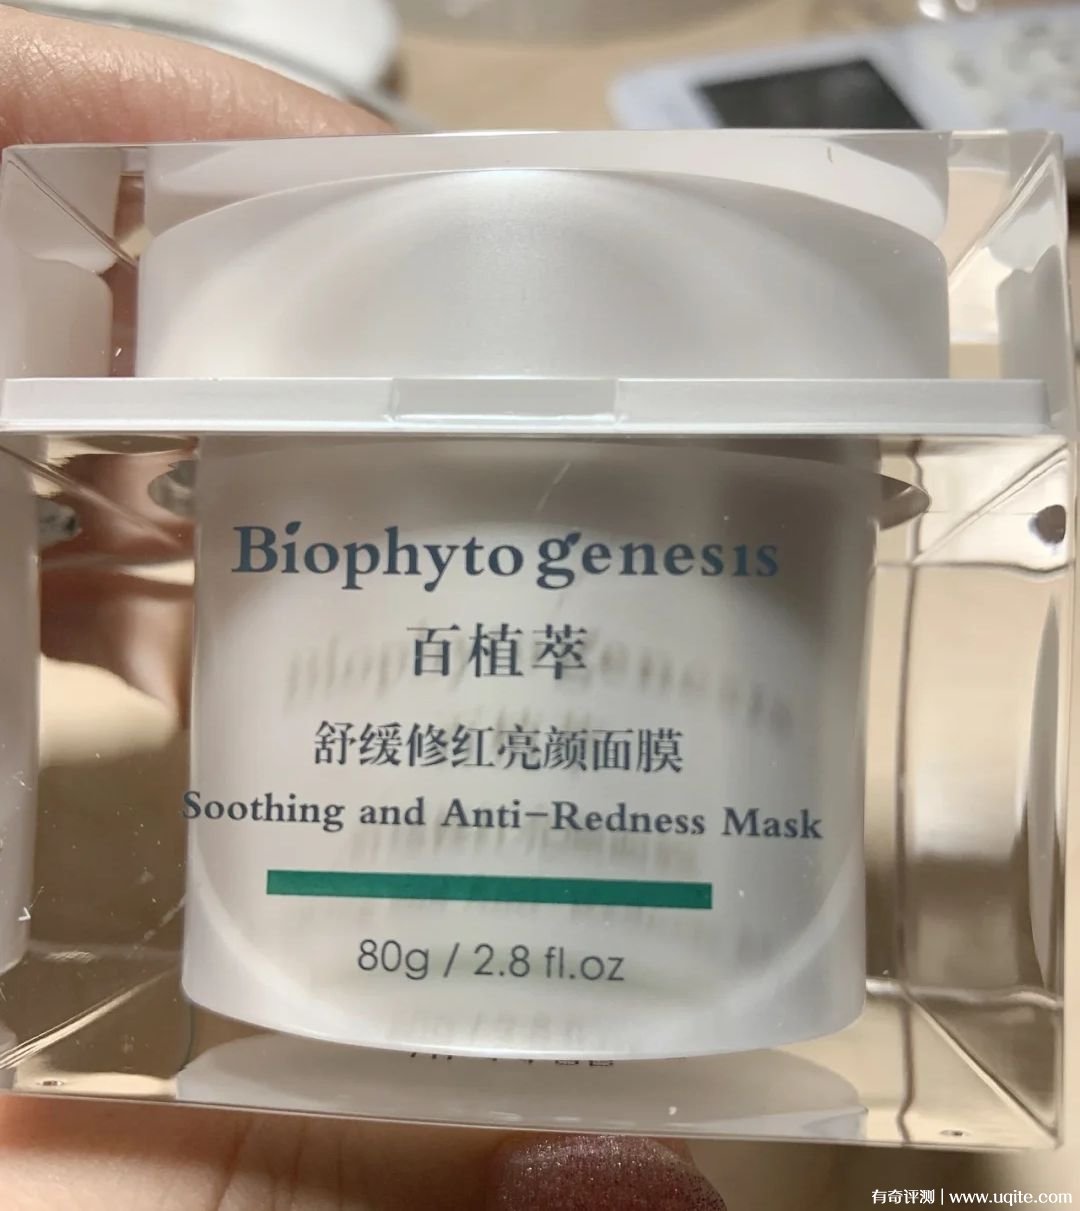 Biophyto genesis
百植萃
舒缓修红亮颜面膜
Soothing and Anti-Redness Mask
80g / 2.8 fl.oz
有奇评测 | www.uqite.com